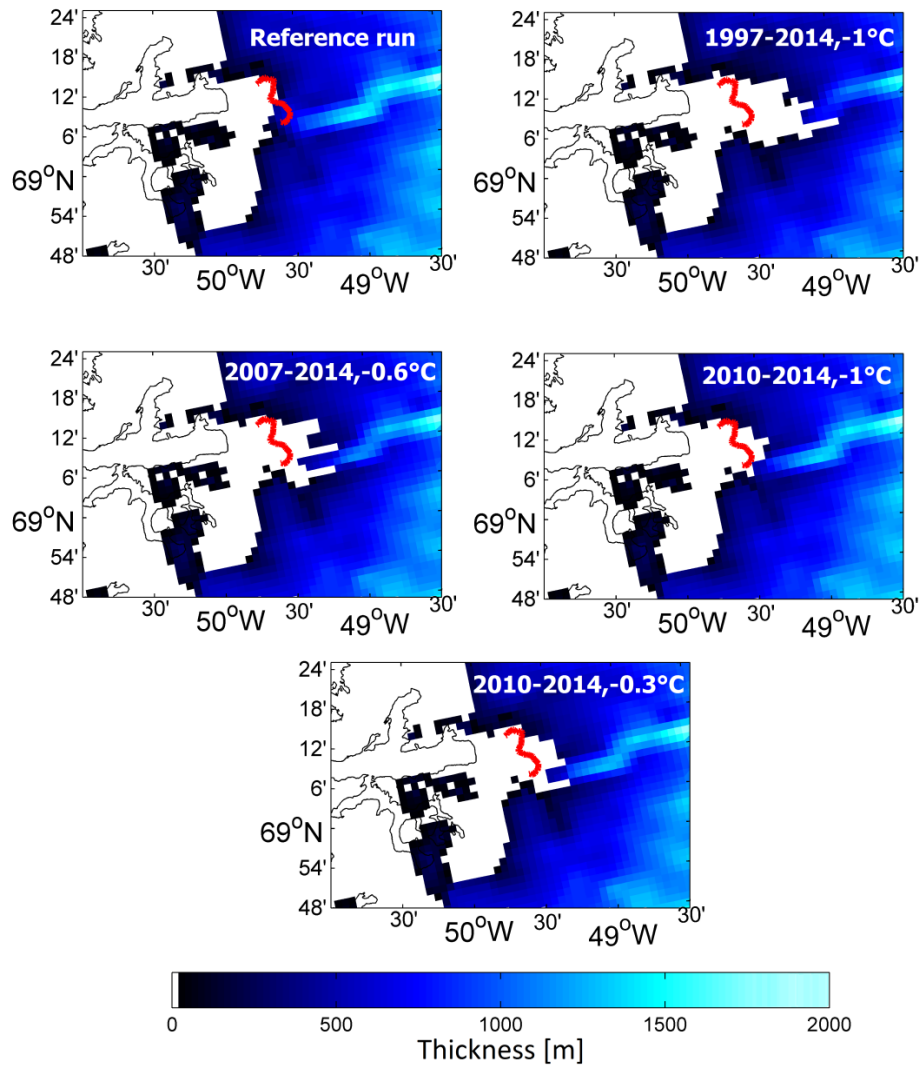 Reference run
24'
18'
12'
6'
69°N
54'
48'
30'
50°W
30'
49°W
1997-2014,-1°C
24'
18'
12'
6'
69°N
54'
48'
30'
50°W
30'
49°W
30'
2007-2014,-0.6°C
24'
18'
12'
6'
69°N
54'
48'
30'
50°W
30'
49°W
2010-2014,-1°C
24'
18'
12'
6'
69°N
54'
48'
30'
50°W
30'
49°W
30'
2010-2014,-0.3°C
24'
18'
12'
6'
69°N
54'
48'
30'
50°W
30'
49°W
30'
0 500 1000 1500 2000
Thickness [m]